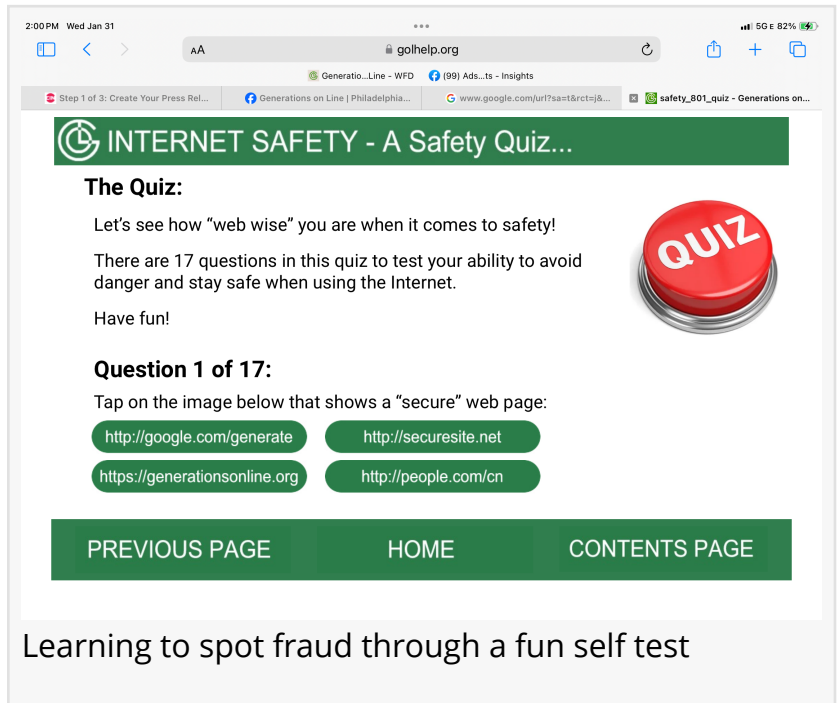 2:00 PM Wed Jan 31
5G E 82%
AA
golhelp.org
Generatio...Line - WFD
(99) Ads...ts - Insights
Step 1 of 3: Create Your Press Rel...
Generations on Line | Philadelphia...
www.google.com/url?sa=t&rct=j&...
safety_801_quiz - Generations on...
INTERNET SAFETY - A Safety Quiz...
The Quiz:
Let's see how “web wise” you are when it comes to safety!
There are 17 questions in this quiz to test your ability to avoid
danger and stay safe when using the Internet.
Have fun!
QUIZ
Question 1 of 17:
Tap on the image below that shows a “secure” web page:
http://google.com/generate
http://securesite.net
https://generationsonline.org
http://people.com/cn
PREVIOUS PAGE
HOME
CONTENTS PAGE
Learning to spot fraud through a fun self test